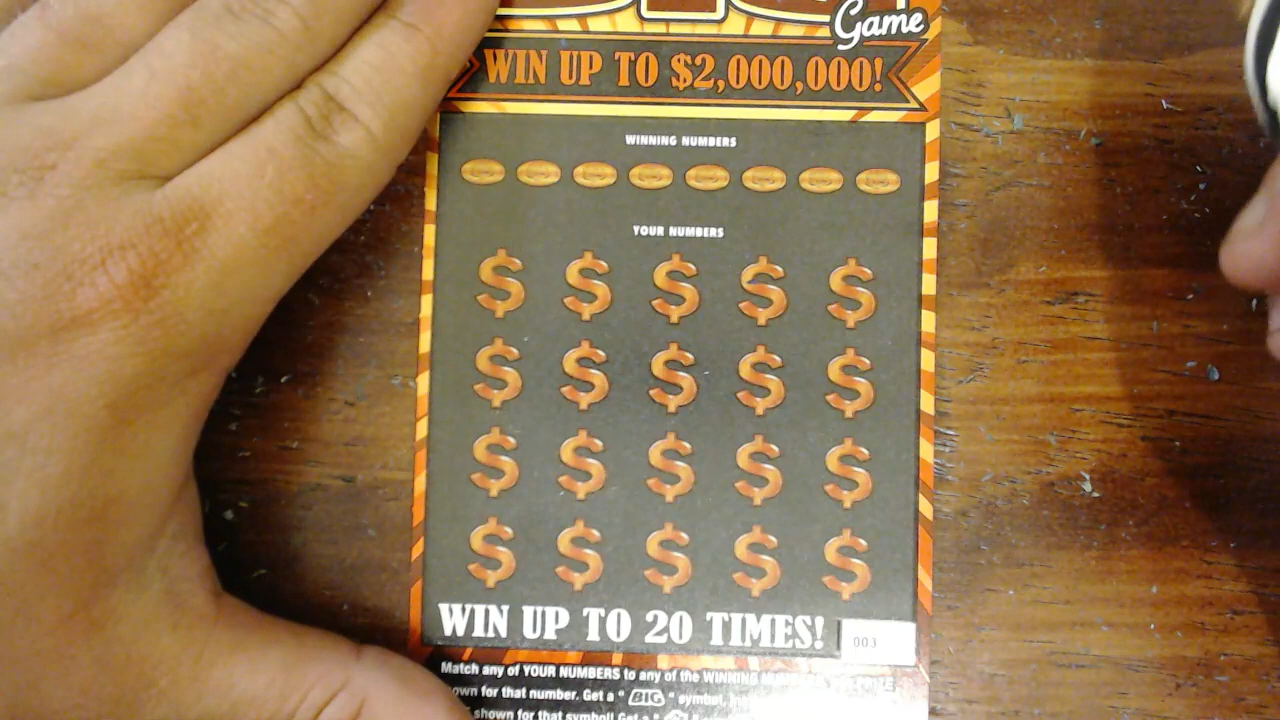 Game
WIN UP TO $2,000,000!
WINNING NUMBERS
YOUR NUMBERS
$ $ $ $ $
$ $ $ $ $
$ $ $ $ $
$ $ $ $ $
WIN UP TO 20 TIMES!
003
Match any of YOUR NUMBERS to any of the WINNING
own for that number. Get a "BIG" symbol,
shown for that symbol! Get a "